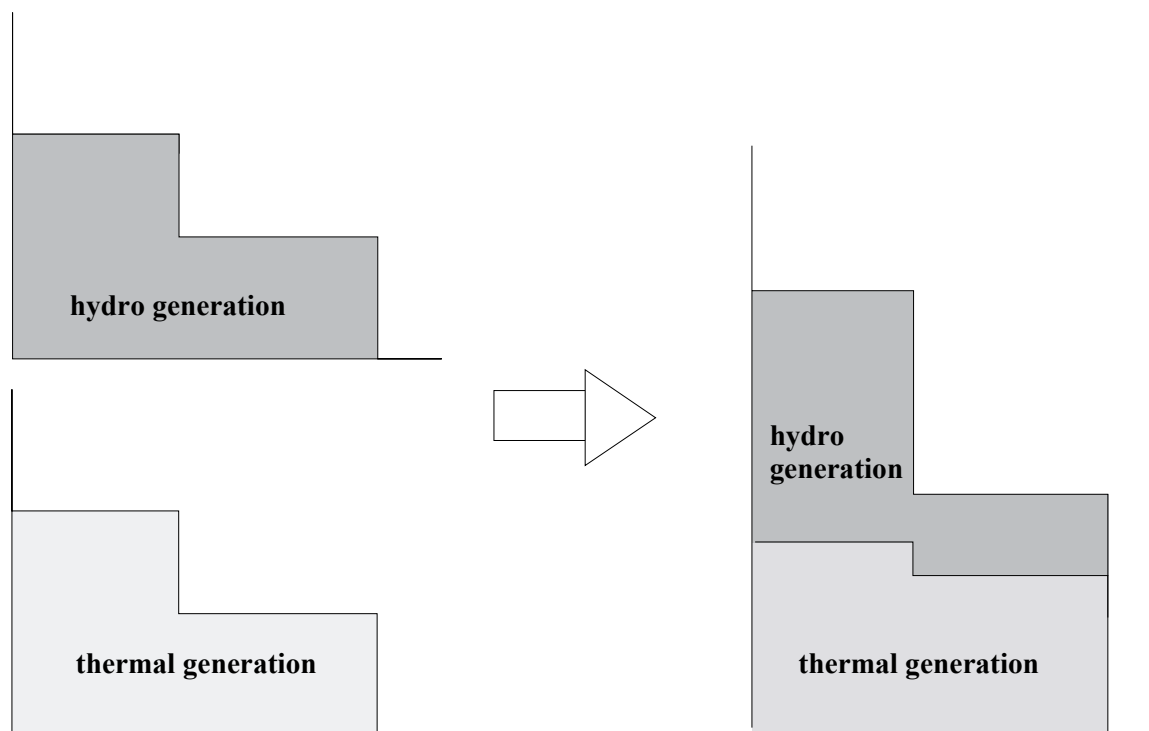 hydro generation
thermal generation
hydro
generation
thermal generation